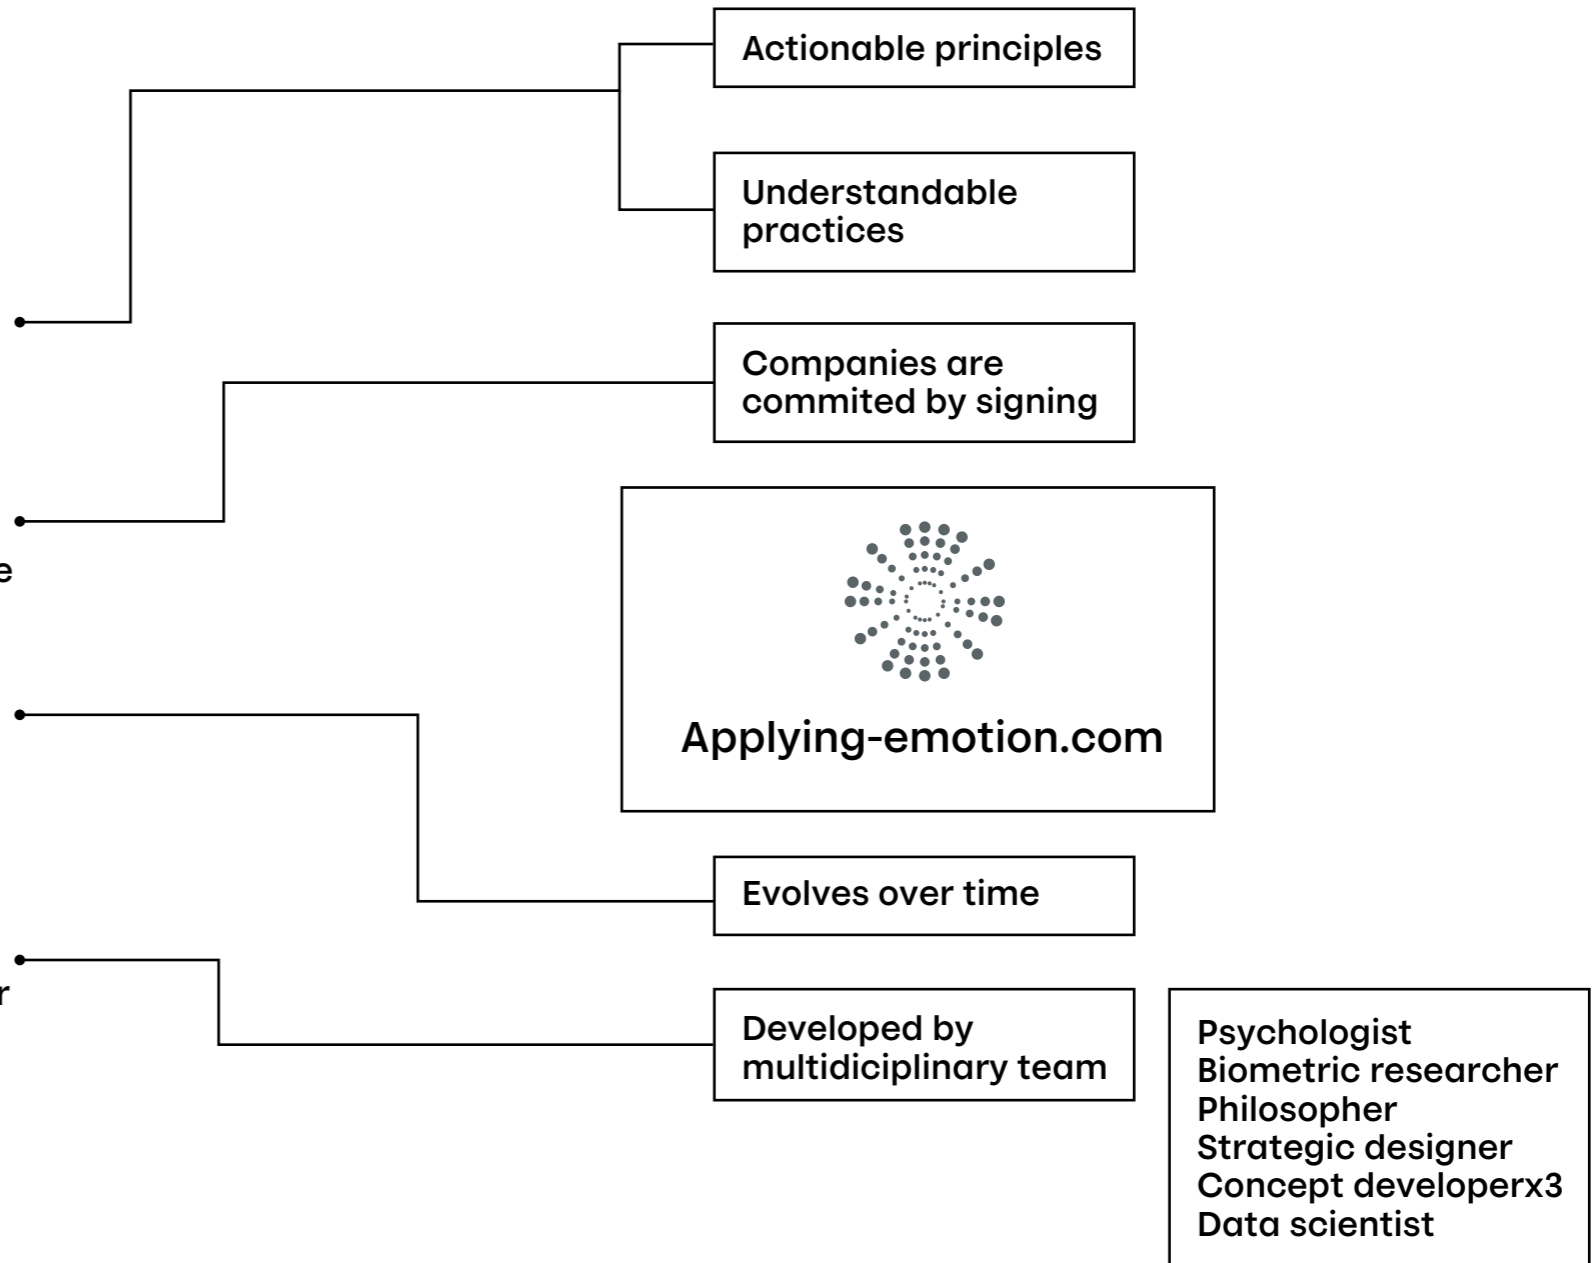 Actionable principles
Understandable
practices
Companies are
commited by signing
e
Applying-emotion.com
Evolves over time
r
Developed by
multidiciplinary team
Psychologist
Biometric researcher
Philosopher
Strategic designer
Concept developerx3
Data scientist